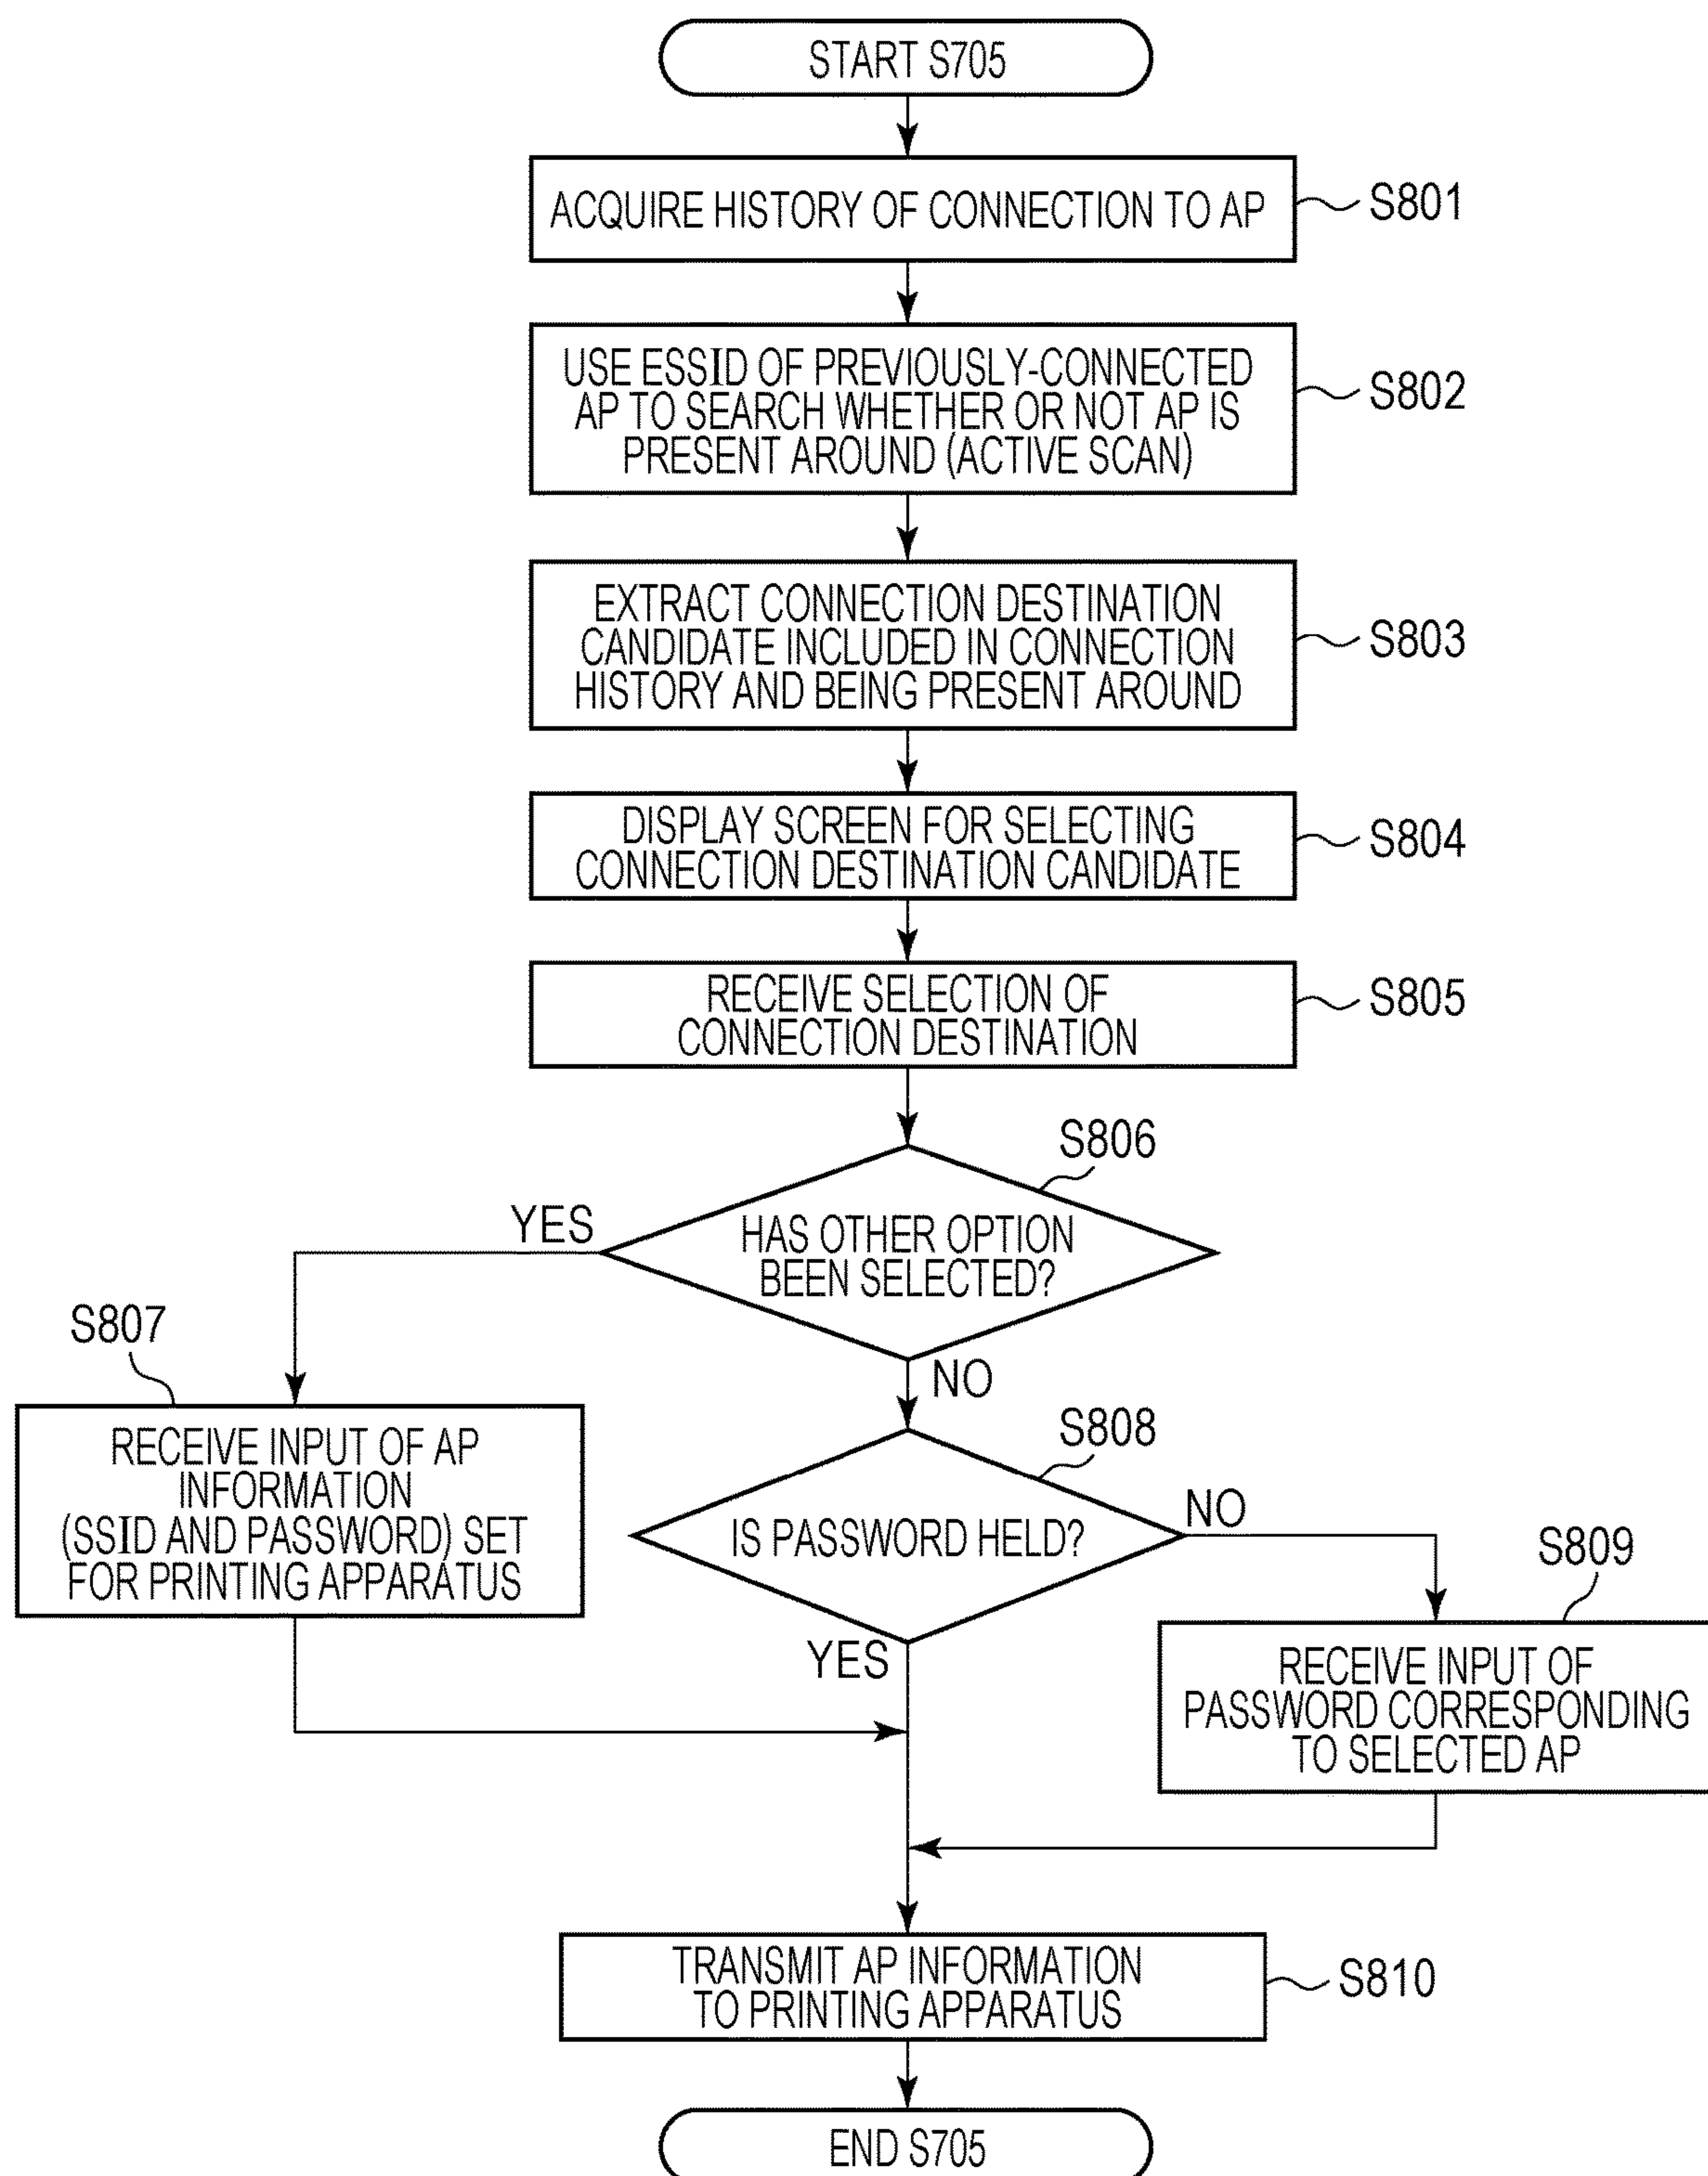 START S705
ACQUIRE HISTORY OF CONNECTION TO AP
S801
USE ESSID OF PREVIOUSLY-CONNECTED
AP TO SEARCH WHETHER OR NOT AP IS
PRESENT AROUND (ACTIVE SCAN)
S802
EXTRACT CONNECTION DESTINATION
CANDIDATE INCLUDED IN CONNECTION
HISTORY AND BEING PRESENT AROUND
S803
DISPLAY SCREEN FOR SELECTING
CONNECTION DESTINATION CANDIDATE
S804
RECEIVE SELECTION OF
CONNECTION DESTINATION
S805
S806
HAS OTHER OPTION
BEEN SELECTED?
YES
NO
S807
RECEIVE INPUT OF AP
INFORMATION
(SSID AND PASSWORD) SET
FOR PRINTING APPARATUS
S808
IS PASSWORD HELD?
NO
YES
S809
RECEIVE INPUT OF
PASSWORD CORRESPONDING
TO SELECTED AP
TRANSMIT AP INFORMATION
TO PRINTING APPARATUS
S810
END S705